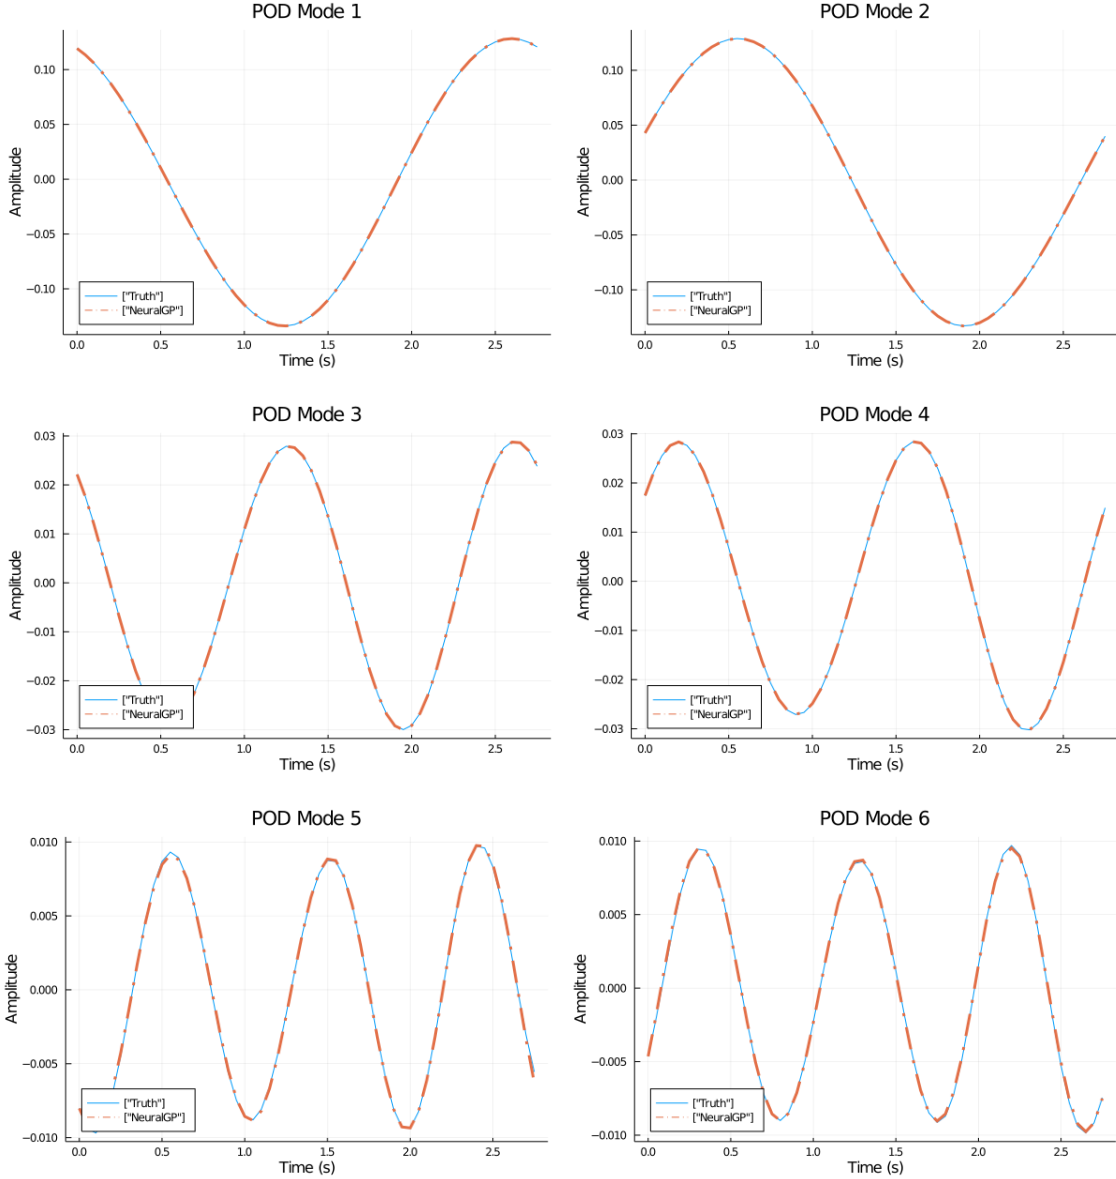 POD Mode 1
0.10
0.05
0.00
−0.05
−0.10
Amplitude
["Truth"]
["NeuralGP"]
0.0 0.5 1.0 1.5 2.0 2.5
Time (s)
POD Mode 2
0.10
0.05
0.00
−0.05
−0.10
Amplitude
["Truth"]
["NeuralGP"]
0.0 0.5 1.0 1.5 2.0 2.5
Time (s)
POD Mode 3
0.03
0.02
0.01
0.00
−0.01
−0.02
−0.03
Amplitude
["Truth"]
["NeuralGP"]
0.0 0.5 1.0 1.5 2.0 2.5
Time (s)
POD Mode 4
0.03
0.02
0.01
0.00
−0.01
−0.02
−0.03
Amplitude
["Truth"]
["NeuralGP"]
0.0 0.5 1.0 1.5 2.0 2.5
Time (s)
POD Mode 5
0.010
0.005
0.000
−0.005
−0.010
Amplitude
["Truth"]
["NeuralGP"]
0.0 0.5 1.0 1.5 2.0 2.5
Time (s)
POD Mode 6
0.010
0.005
0.000
−0.005
−0.010
Amplitude
["Truth"]
["NeuralGP"]
0.0 0.5 1.0 1.5 2.0 2.5
Time (s)